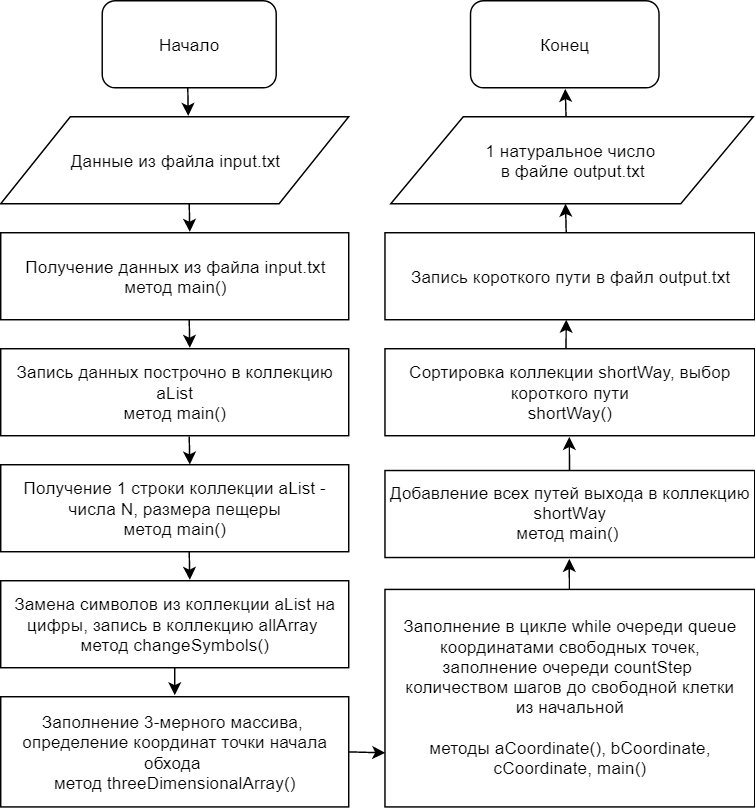 Начало
Данные из файла input.txt
Получение данных из файла input.txt
метод main()
Запись данных построчно в коллекцию
aList
метод main()
Получение 1 строки коллекции aList -
числа N, размера пещеры
метод main()
Замена символов из коллекции aList на
цифры, запись в коллекцию allArray
метод changeSymbols()
Заполнение 3-мерного массива,
определение координат точки начала
обхода
метод threeDimensionalArray()
Заполнение в цикле while очереди queue
координатами свободных точек,
заполнение очереди countStep
количеством шагов до свободной клетки
из начальной
методы aCoordinate(), bCoordinate,
cCoordinate, main()
Добавление всех путей выхода в коллекцию
shortWay
метод main()
Сортировка коллекции shortWay, выбор
короткого пути
shortWay()
Запись короткого пути в файл output.txt
1 натуральное число
в файле output.txt
Конец